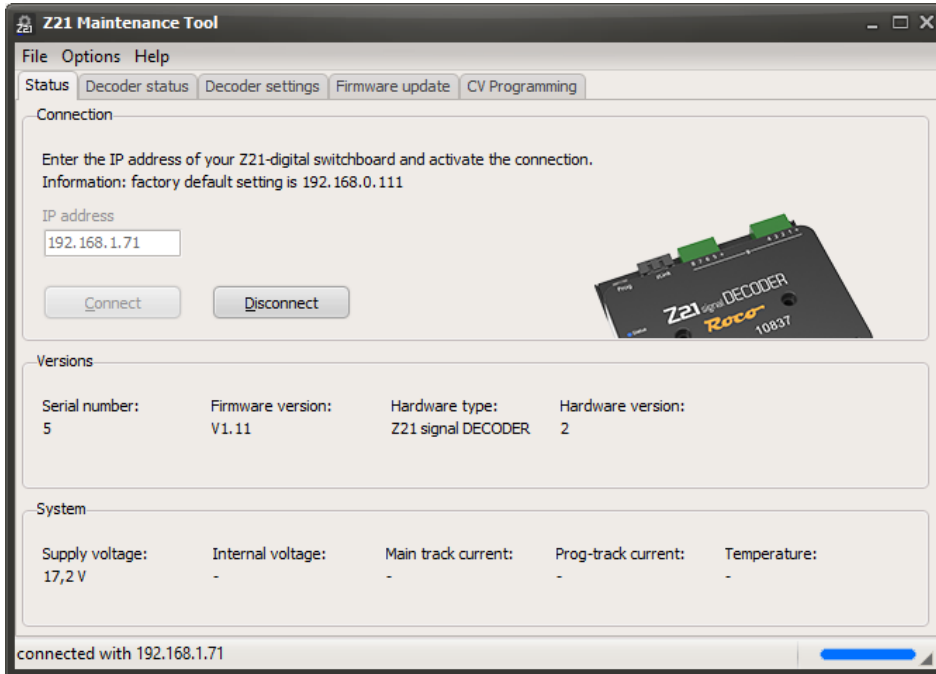 Z21 Maintenance Tool
File Options Help
Status Decoder status Decoder settings Firmware update CV Programming
Connection
Enter the IP address of your Z21-digital switchboard and activate the connection.
Information: factory default setting is 192.168.0.111
IP address
192.168.1.71
Connect Disconnect
Prog
Z21 signal DECODER
Status
Roco
10837
Versions
Serial number: Firmware version: Hardware type: Hardware version:
5 V1.11 Z21 signal DECODER 2
System
Supply voltage: Internal voltage: Main track current: Prog-track current: Temperature:
17,2 V - - - -
connected with 192.168.1.71